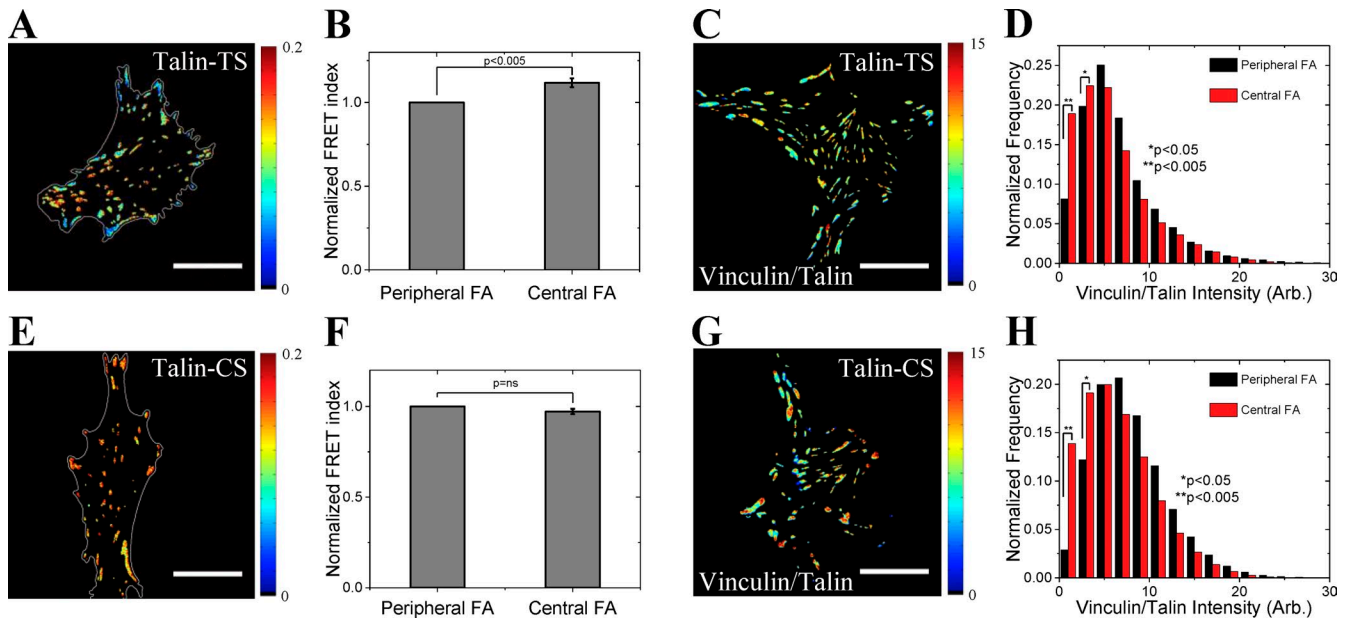 A
Talin-TS
0.2
0
B
Normalized FRET index
1.0
0.5
0.0
p<0.005
Peripheral FA
Central FA
C
Talin-TS
Vinculin/Talin
15
0
D
Normalized Frequency
0.25
0.20
0.15
0.10
0.05
0.00
**
*
Peripheral FA
Central FA
*p<0.05
**p<0.005
0
10
20
30
Vinculin/Talin Intensity (Arb.)
E
Talin-CS
0.2
0
F
Normalized FRET index
1.0
0.5
0.0
p=ns
Peripheral FA
Central FA
G
Talin-CS
Vinculin/Talin
15
0
H
Normalized Frequency
0.20
0.15
0.10
0.05
0.00
**
*
Peripheral FA
Central FA
*p<0.05
**p<0.005
0
10
20
30
Vinculin/Talin Intensity (Arb.)